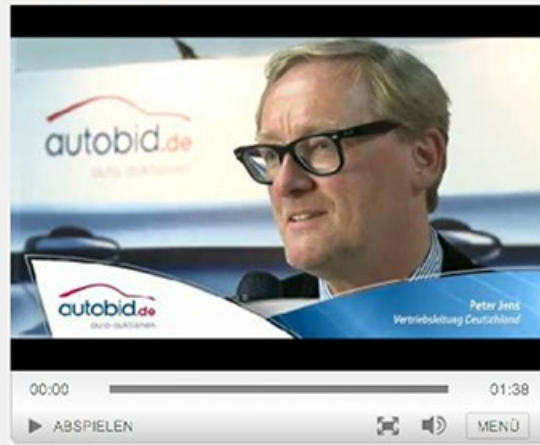 autobid.de
auto-auktionen
autobid.de
auto-auktionen
Peter Jens
Vertriebsleitung Deutschland
00:00
01:38
ABSPIELEN
MENÜ